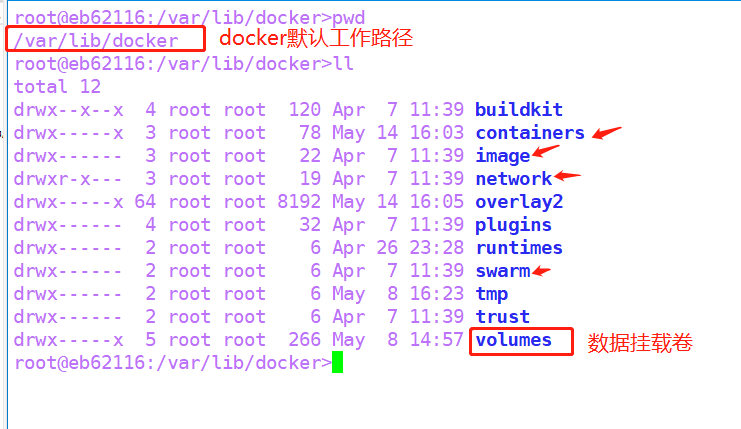 root@eb62116:/var/lib/docker>pwd
/var/lib/docker docker默认工作路径
root@eb62116:/var/lib/docker>ll
total 12
drwx--x--x 4 root root 120 Apr 7 11:39 buildkit
drwx-----x 3 root root 78 May 14 16:03 containers
drwx------ 3 root root 22 Apr 7 11:39 image
drwxr-x--- 3 root root 19 Apr 7 11:39 network
drwx-----x 64 root root 8192 May 14 16:05 overlay2
drwx------ 4 root root 32 Apr 7 11:39 plugins
drwx------ 2 root root 6 Apr 26 23:28 runtimes
drwx------ 2 root root 6 Apr 7 11:39 swarm
drwx------ 2 root root 6 May 8 16:23 tmp
drwx------ 2 root root 6 Apr 7 11:39 trust
drwx-----x 5 root root 266 May 8 14:57 volumes 数据挂载卷
root@eb62116:/var/lib/docker>